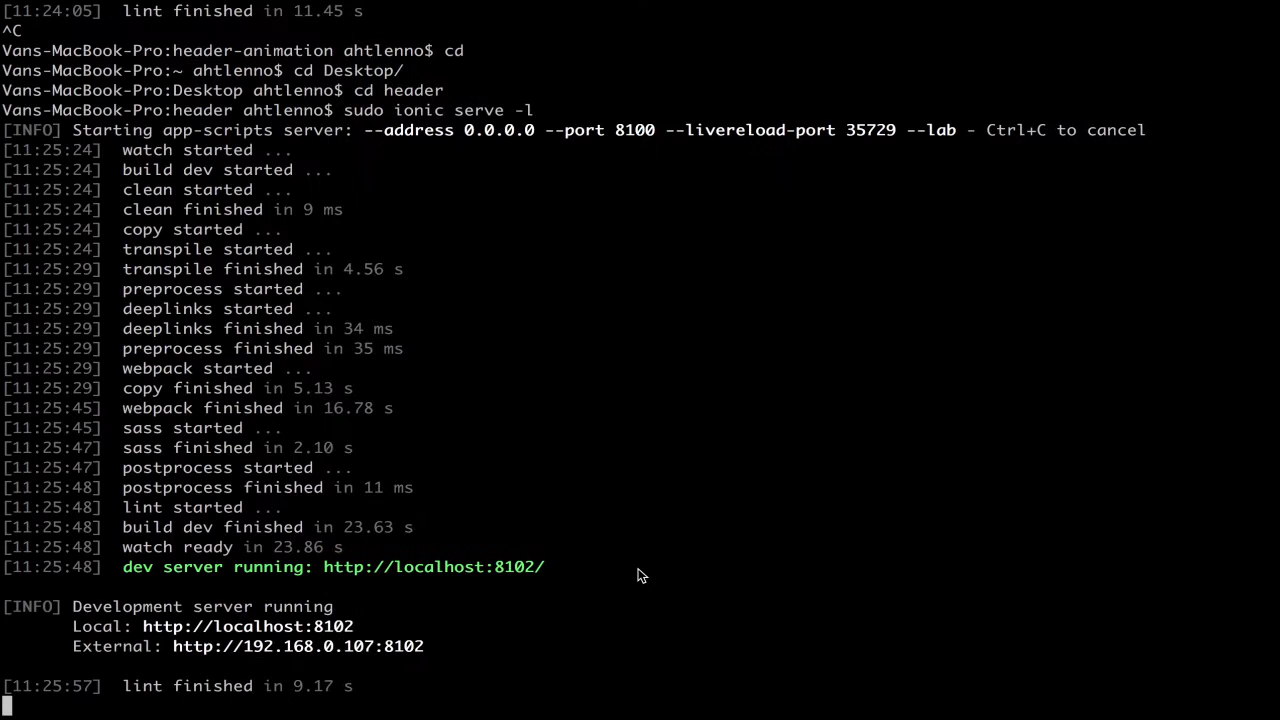 [11:24:05]  lint finished in 11.45 s
^C
Vans-MacBook-Pro:header-animation ahtlenno$ cd
Vans-MacBook-Pro:~ ahtlenno$ cd Desktop/
Vans-MacBook-Pro:Desktop ahtlenno$ cd header
Vans-MacBook-Pro:header ahtlenno$ sudo ionic serve -l
[INFO] Starting app-scripts server: --address 0.0.0.0 --port 8100 --livereload-port 35729 --lab - Ctrl+C to cancel
[11:25:24]  watch started ...
[11:25:24]  build dev started ...
[11:25:24]  clean started ...
[11:25:24]  clean finished in 9 ms
[11:25:24]  copy started ...
[11:25:24]  transpile started ...
[11:25:29]  transpile finished in 4.56 s
[11:25:29]  preprocess started ...
[11:25:29]  deeplinks started ...
[11:25:29]  deeplinks finished in 34 ms
[11:25:29]  preprocess finished in 35 ms
[11:25:29]  webpack started ...
[11:25:29]  copy finished in 5.13 s
[11:25:45]  webpack finished in 16.78 s
[11:25:45]  sass started ...
[11:25:47]  sass finished in 2.10 s
[11:25:47]  postprocess started ...
[11:25:48]  postprocess finished in 11 ms
[11:25:48]  lint started ...
[11:25:48]  build dev finished in 23.63 s
[11:25:48]  watch ready in 23.86 s
[11:25:48]  dev server running: http://localhost:8102/
[INFO] Development server running
Local: http://localhost:8102
External: http://192.168.0.107:8102
[11:25:57]  lint finished in 9.17 s